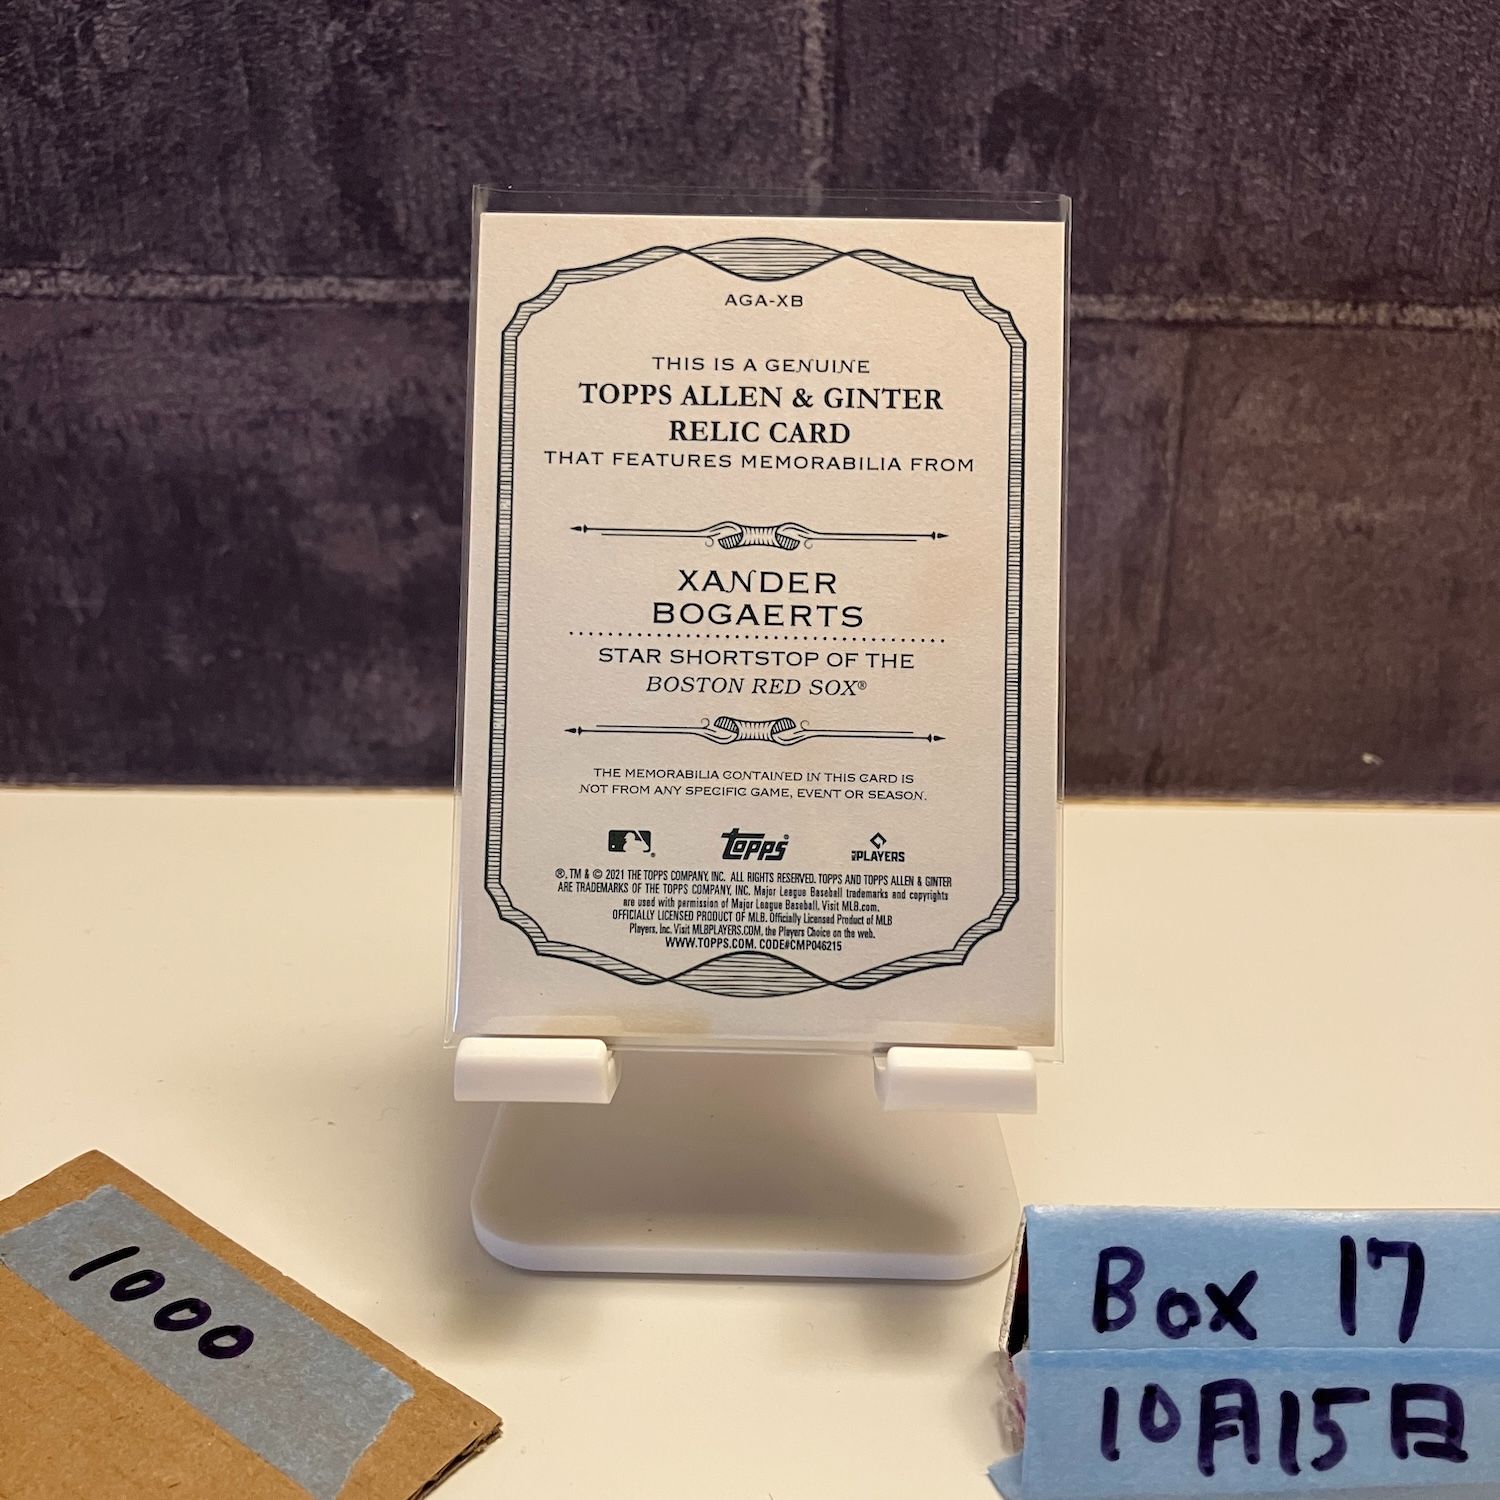 AGA-XB
THIS IS A GENUINE
TOPPS ALLEN & GINTER
RELIC CARD
THAT FEATURES MEMORABILIA FROM
XANDER
BOGAERTS
STAR SHORTSTOP OF THE
BOSTON RED SOX®
THE MEMORABILIA CONTAINED IN THIS CARD IS
NOT FROM ANY SPECIFIC GAME, EVENT OR SEASON.
Topps®
MLB PLAYERS
®, TM & © 2021 THE TOPPS COMPANY, INC. ALL RIGHTS RESERVED. TOPPS AND TOPPS ALLEN & GINTER
ARE TRADEMARKS OF THE TOPPS COMPANY, INC. Major League Baseball trademarks and copyrights
are used with permission of Major League Baseball. Visit MLB.com.
OFFICIALLY LICENSED PRODUCT OF MLB. Officially Licensed Product of MLB
Players, Inc. Visit MLBPLAYERS.COM, the Players Choice on the web.
WWW.TOPPS.COM. CODE#CMP046215
1000
Box 17
10月15日